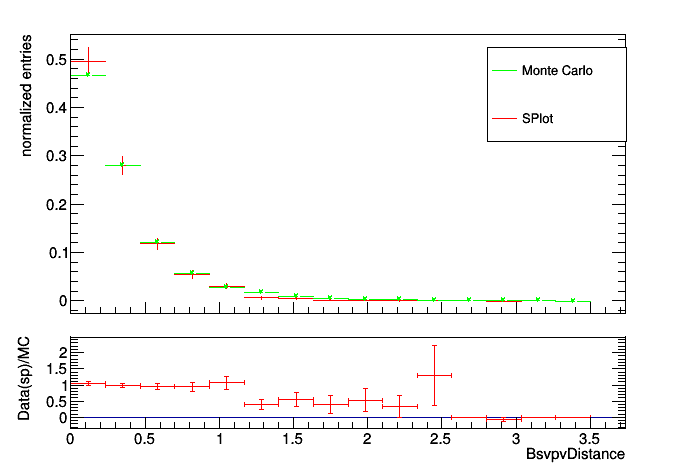 normalized entries
0.5
0.4
0.3
0.2
0.1
0
Monte Carlo
SPlot
Data(sp)/MC
2
1.5
1
0.5
0
0 0.5 1 1.5 2 2.5 3 3.5
BsvpvDistance